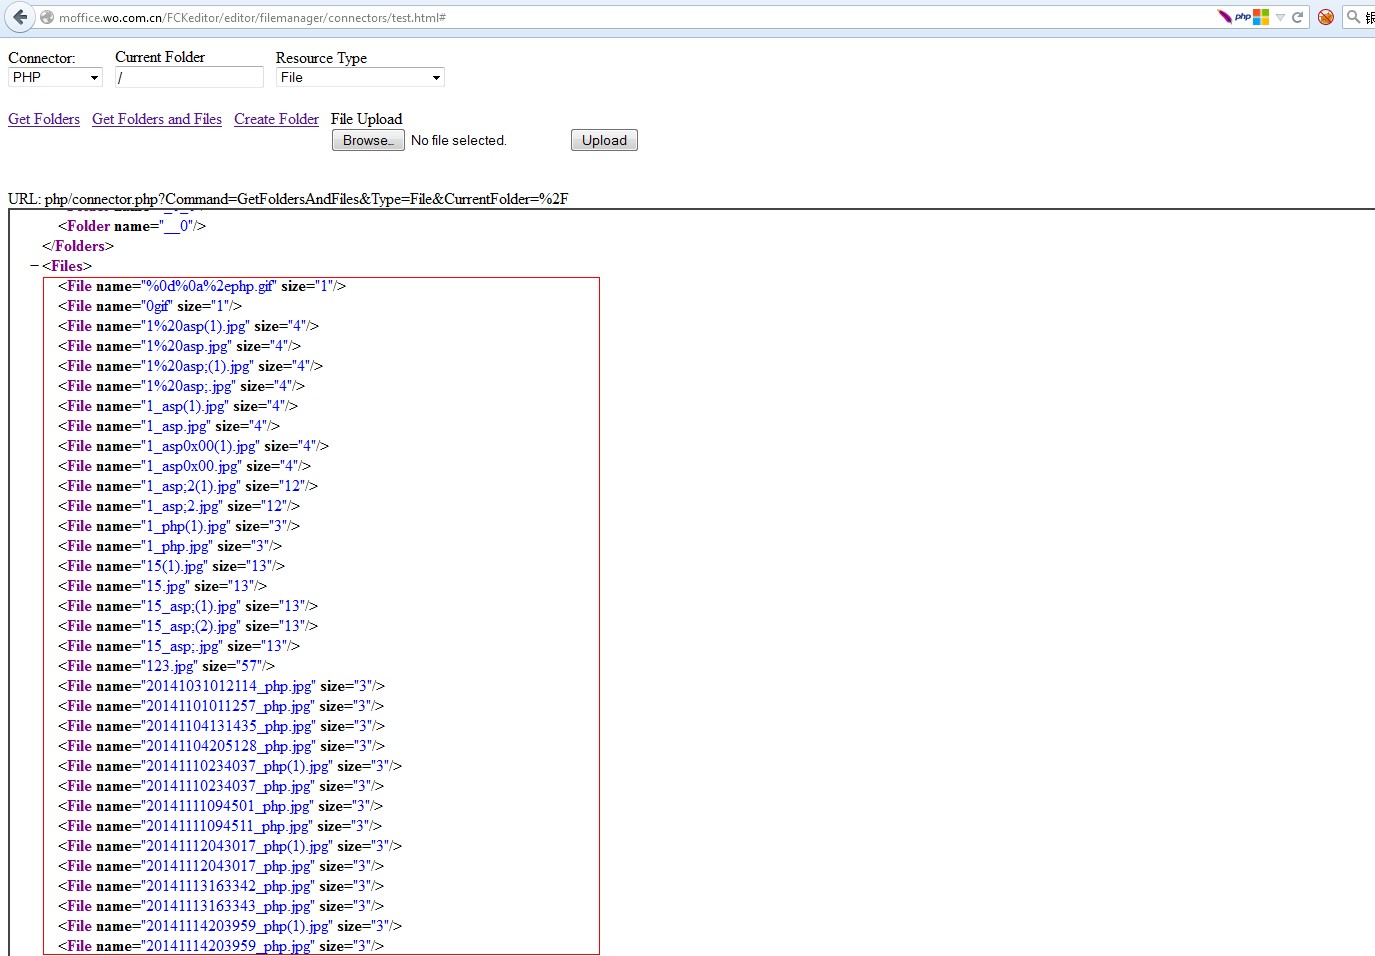 moffice.wo.com.cn/FCKeditor/editor/filemanager/connectors/test.html#
php
Connector: Current Folder Resource Type
PHP / File
Get Folders Get Folders and Files Create Folder File Upload
Browse... No file selected. Upload
URL: php/connector.php?Command=GetFoldersAndFiles&Type=File&CurrentFolder=%2F
<Folder name="__0"/>
</Folders>
−<Files>
<File name="%0d%0a%2ephp.gif" size="1"/>
<File name="0gif" size="1"/>
<File name="1%20asp(1).jpg" size="4"/>
<File name="1%20asp.jpg" size="4"/>
<File name="1%20asp;(1).jpg" size="4"/>
<File name="1%20asp;.jpg" size="4"/>
<File name="1_asp(1).jpg" size="4"/>
<File name="1_asp.jpg" size="4"/>
<File name="1_asp0x00(1).jpg" size="4"/>
<File name="1_asp0x00.jpg" size="4"/>
<File name="1_asp;2(1).jpg" size="12"/>
<File name="1_asp;2.jpg" size="12"/>
<File name="1_php(1).jpg" size="3"/>
<File name="1_php.jpg" size="3"/>
<File name="15(1).jpg" size="13"/>
<File name="15.jpg" size="13"/>
<File name="15_asp;(1).jpg" size="13"/>
<File name="15_asp;(2).jpg" size="13"/>
<File name="15_asp;.jpg" size="13"/>
<File name="123.jpg" size="57"/>
<File name="20141031012114_php.jpg" size="3"/>
<File name="20141101011257_php.jpg" size="3"/>
<File name="20141104131435_php.jpg" size="3"/>
<File name="20141104205128_php.jpg" size="3"/>
<File name="20141110234037_php(1).jpg" size="3"/>
<File name="20141110234037_php.jpg" size="3"/>
<File name="20141111094501_php.jpg" size="3"/>
<File name="20141111094511_php.jpg" size="3"/>
<File name="20141112043017_php(1).jpg" size="3"/>
<File name="20141112043017_php.jpg" size="3"/>
<File name="20141113163342_php.jpg" size="3"/>
<File name="20141113163343_php.jpg" size="3"/>
<File name="20141114203959_php(1).jpg" size="3"/>
<File name="20141114203959_php.jpg" size="3"/>